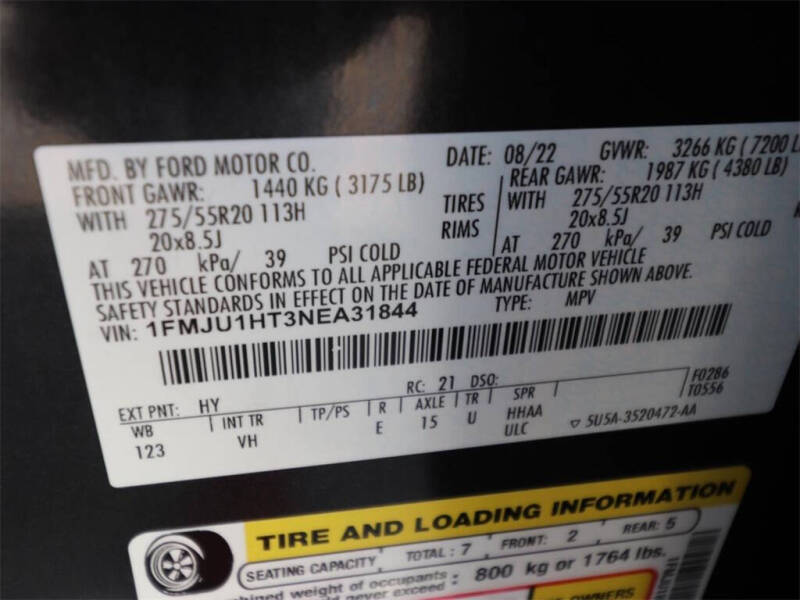 MFD. BY FORD MOTOR CO. DATE: 08/22 GVWR: 3266 KG ( 7200 L
FRONT GAWR: 1440 KG ( 3175 LB) REAR GAWR: 1987 KG ( 4380 LB)
WITH 275/55R20 113H TIRES WITH 275/55R20 113H
20x8.5J RIMS 20x8.5J
AT 270 kPa/ 39 PSI COLD AT 270 kPa/ 39 PSI COLD
THIS VEHICLE CONFORMS TO ALL APPLICABLE FEDERAL MOTOR VEHICLE
SAFETY STANDARDS IN EFFECT ON THE DATE OF MANUFACTURE SHOWN ABOVE.
VIN: 1FMJU1HT3NEA31844 TYPE: MPV
F0286
T0556
EXT PNT: HY RC: 21 DSO:
WB INT TR TP/PS R AXLE TR SPR
123 VH E 15 U HHAA
ULC 5U5A-3520472-AA
TIRE AND LOADING INFORMATION
SEATING CAPACITY TOTAL: 7 FRONT: 2 REAR: 5
weight of occupants
never exceed : 800 kg or 1764 lbs.
OWNERS